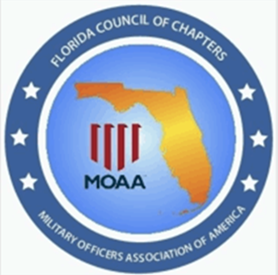 FLORIDA COUNCIL OF CHAPTERS
MOAA
MILITARY OFFICERS ASSOCIATION OF AMERICA